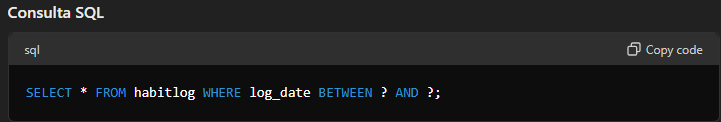 Consulta SQL
sql Copy code
SELECT * FROM habitlog WHERE log_date BETWEEN ? AND ?;